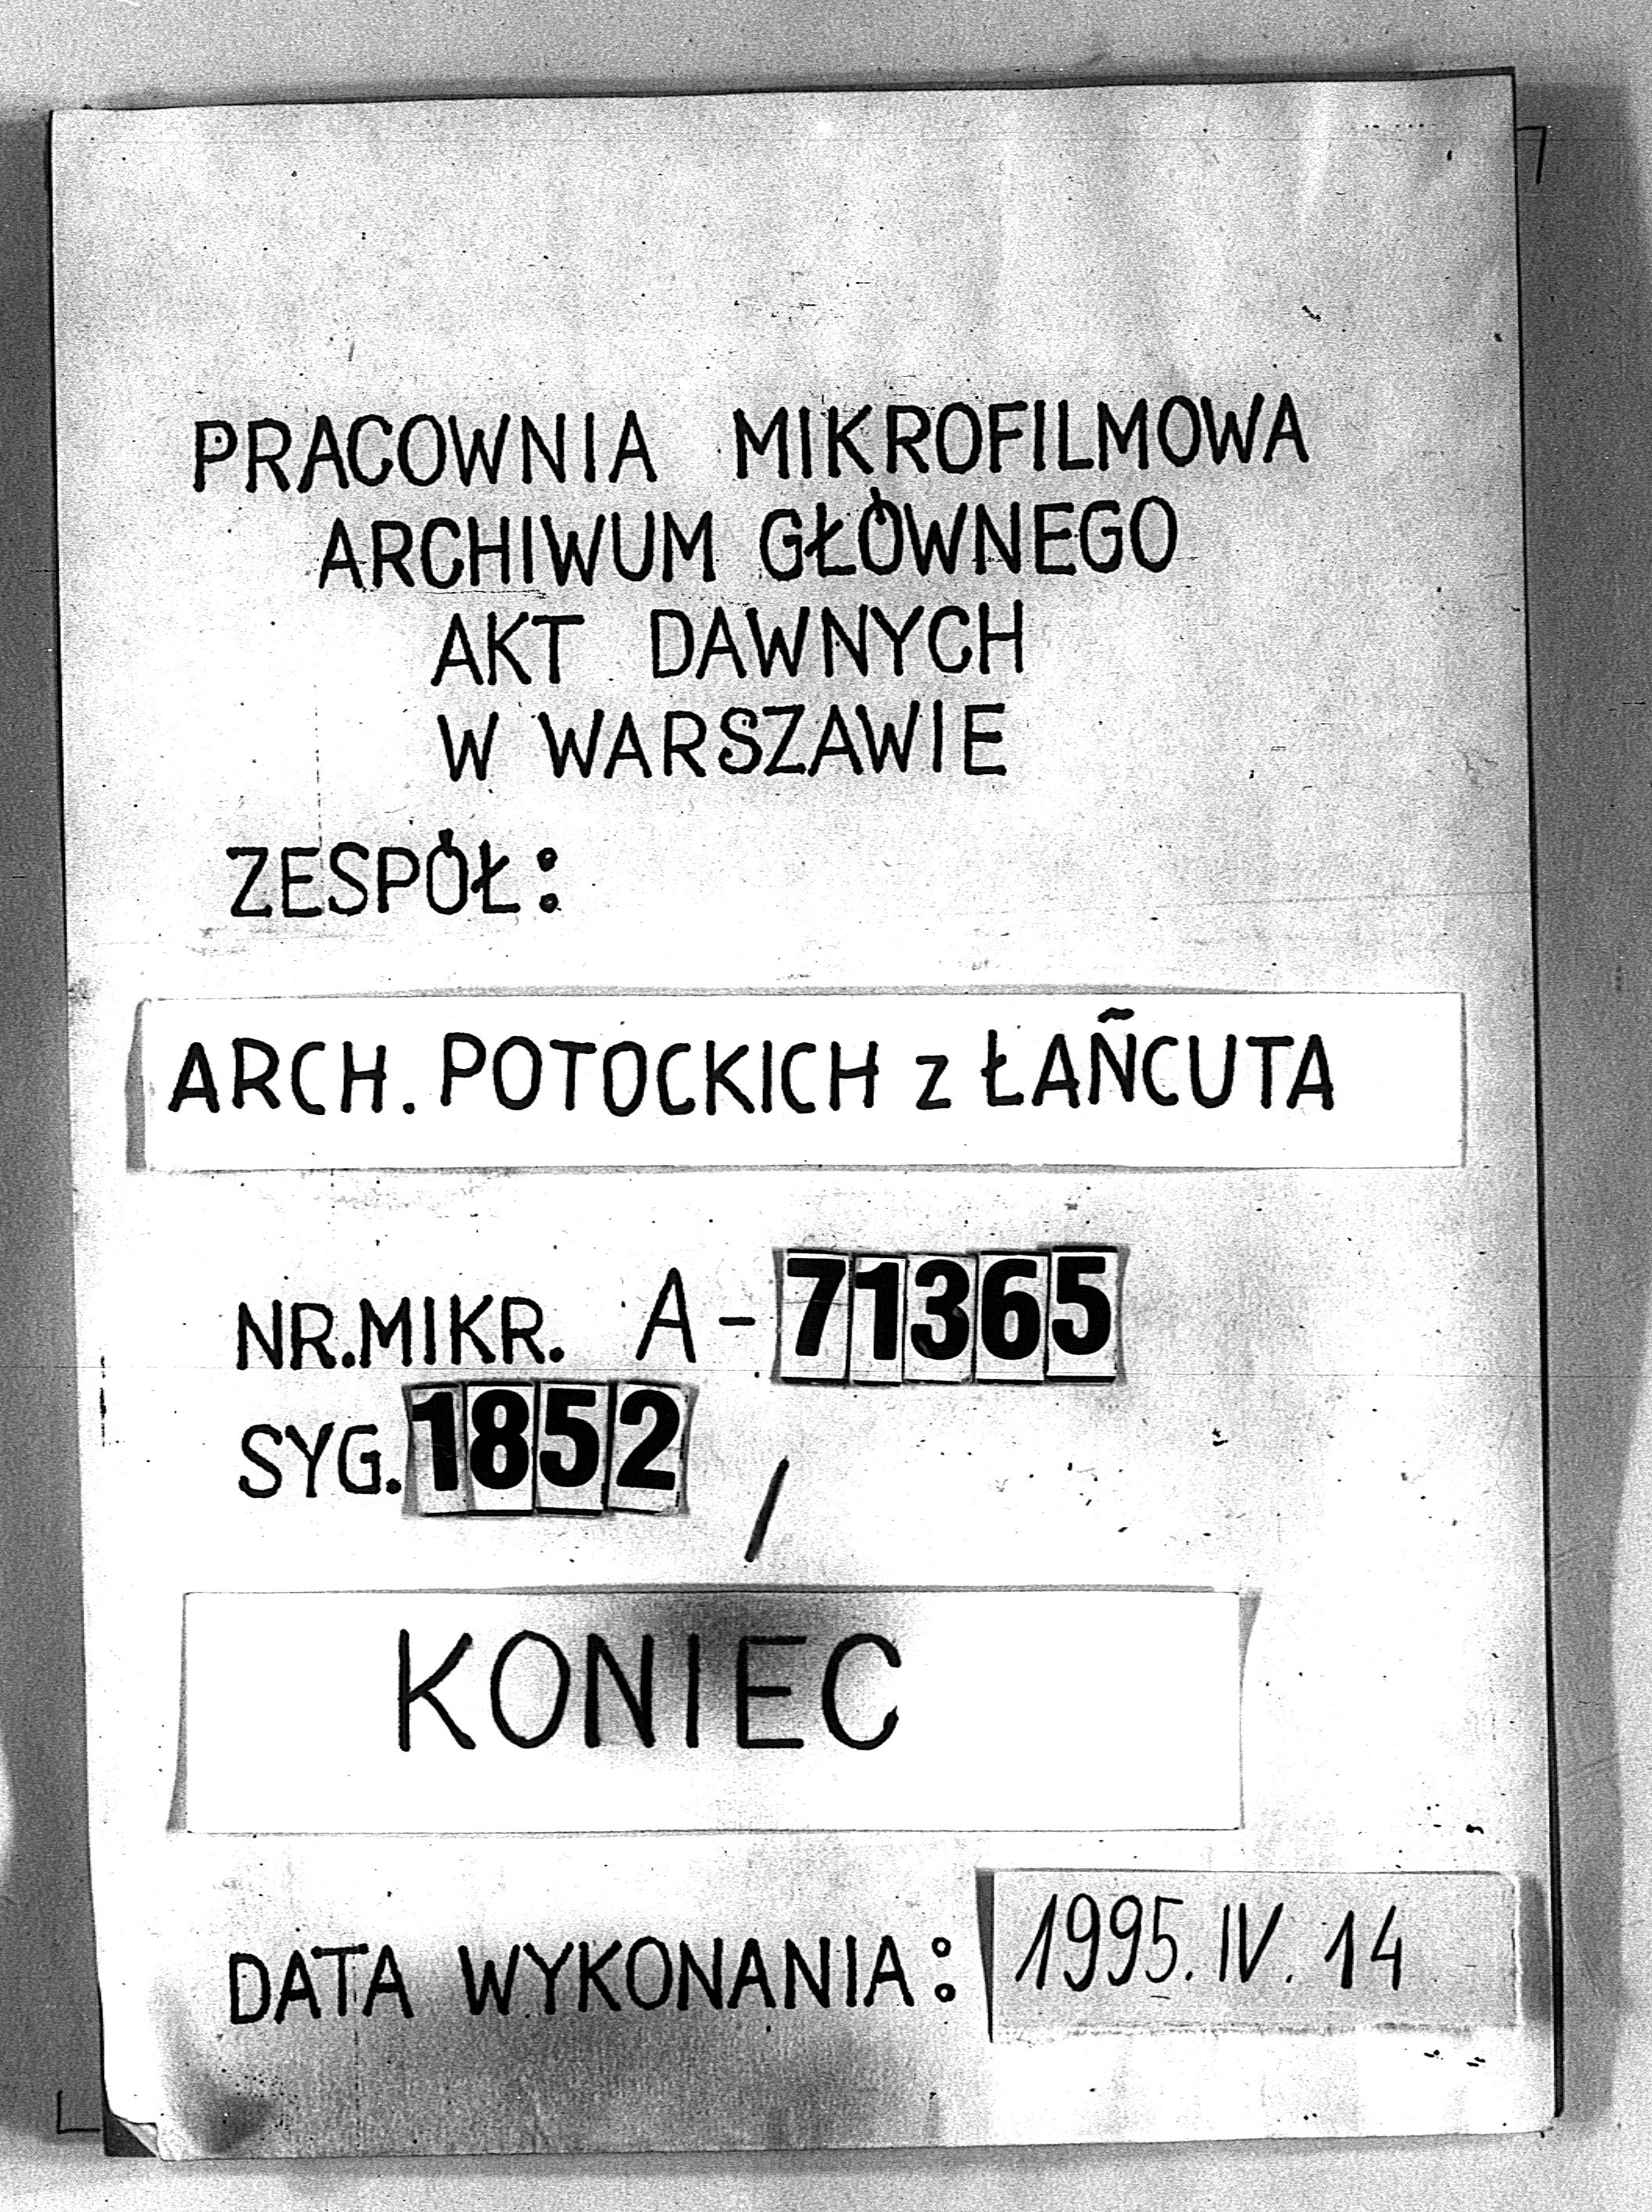 PRACOWNIA MIKROFILMOWA
ARCHIWUM GŁÓWNEGO
AKT DAWNYCH
W WARSZAWIE
ZESPÓŁ:
ARCH. POTOCKICH z ŁAŃCUTA
NR.MIKR. A-71365
SYG. 1852 /
KONIEC
DATA WYKONANIA: 1995.IV.14